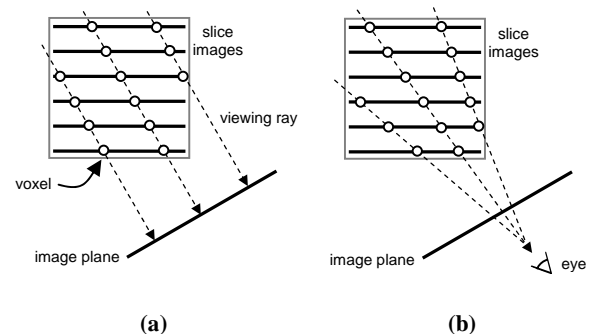 slice
images
viewing ray
voxel
image plane
(a)
slice
images
image plane
eye
(b)